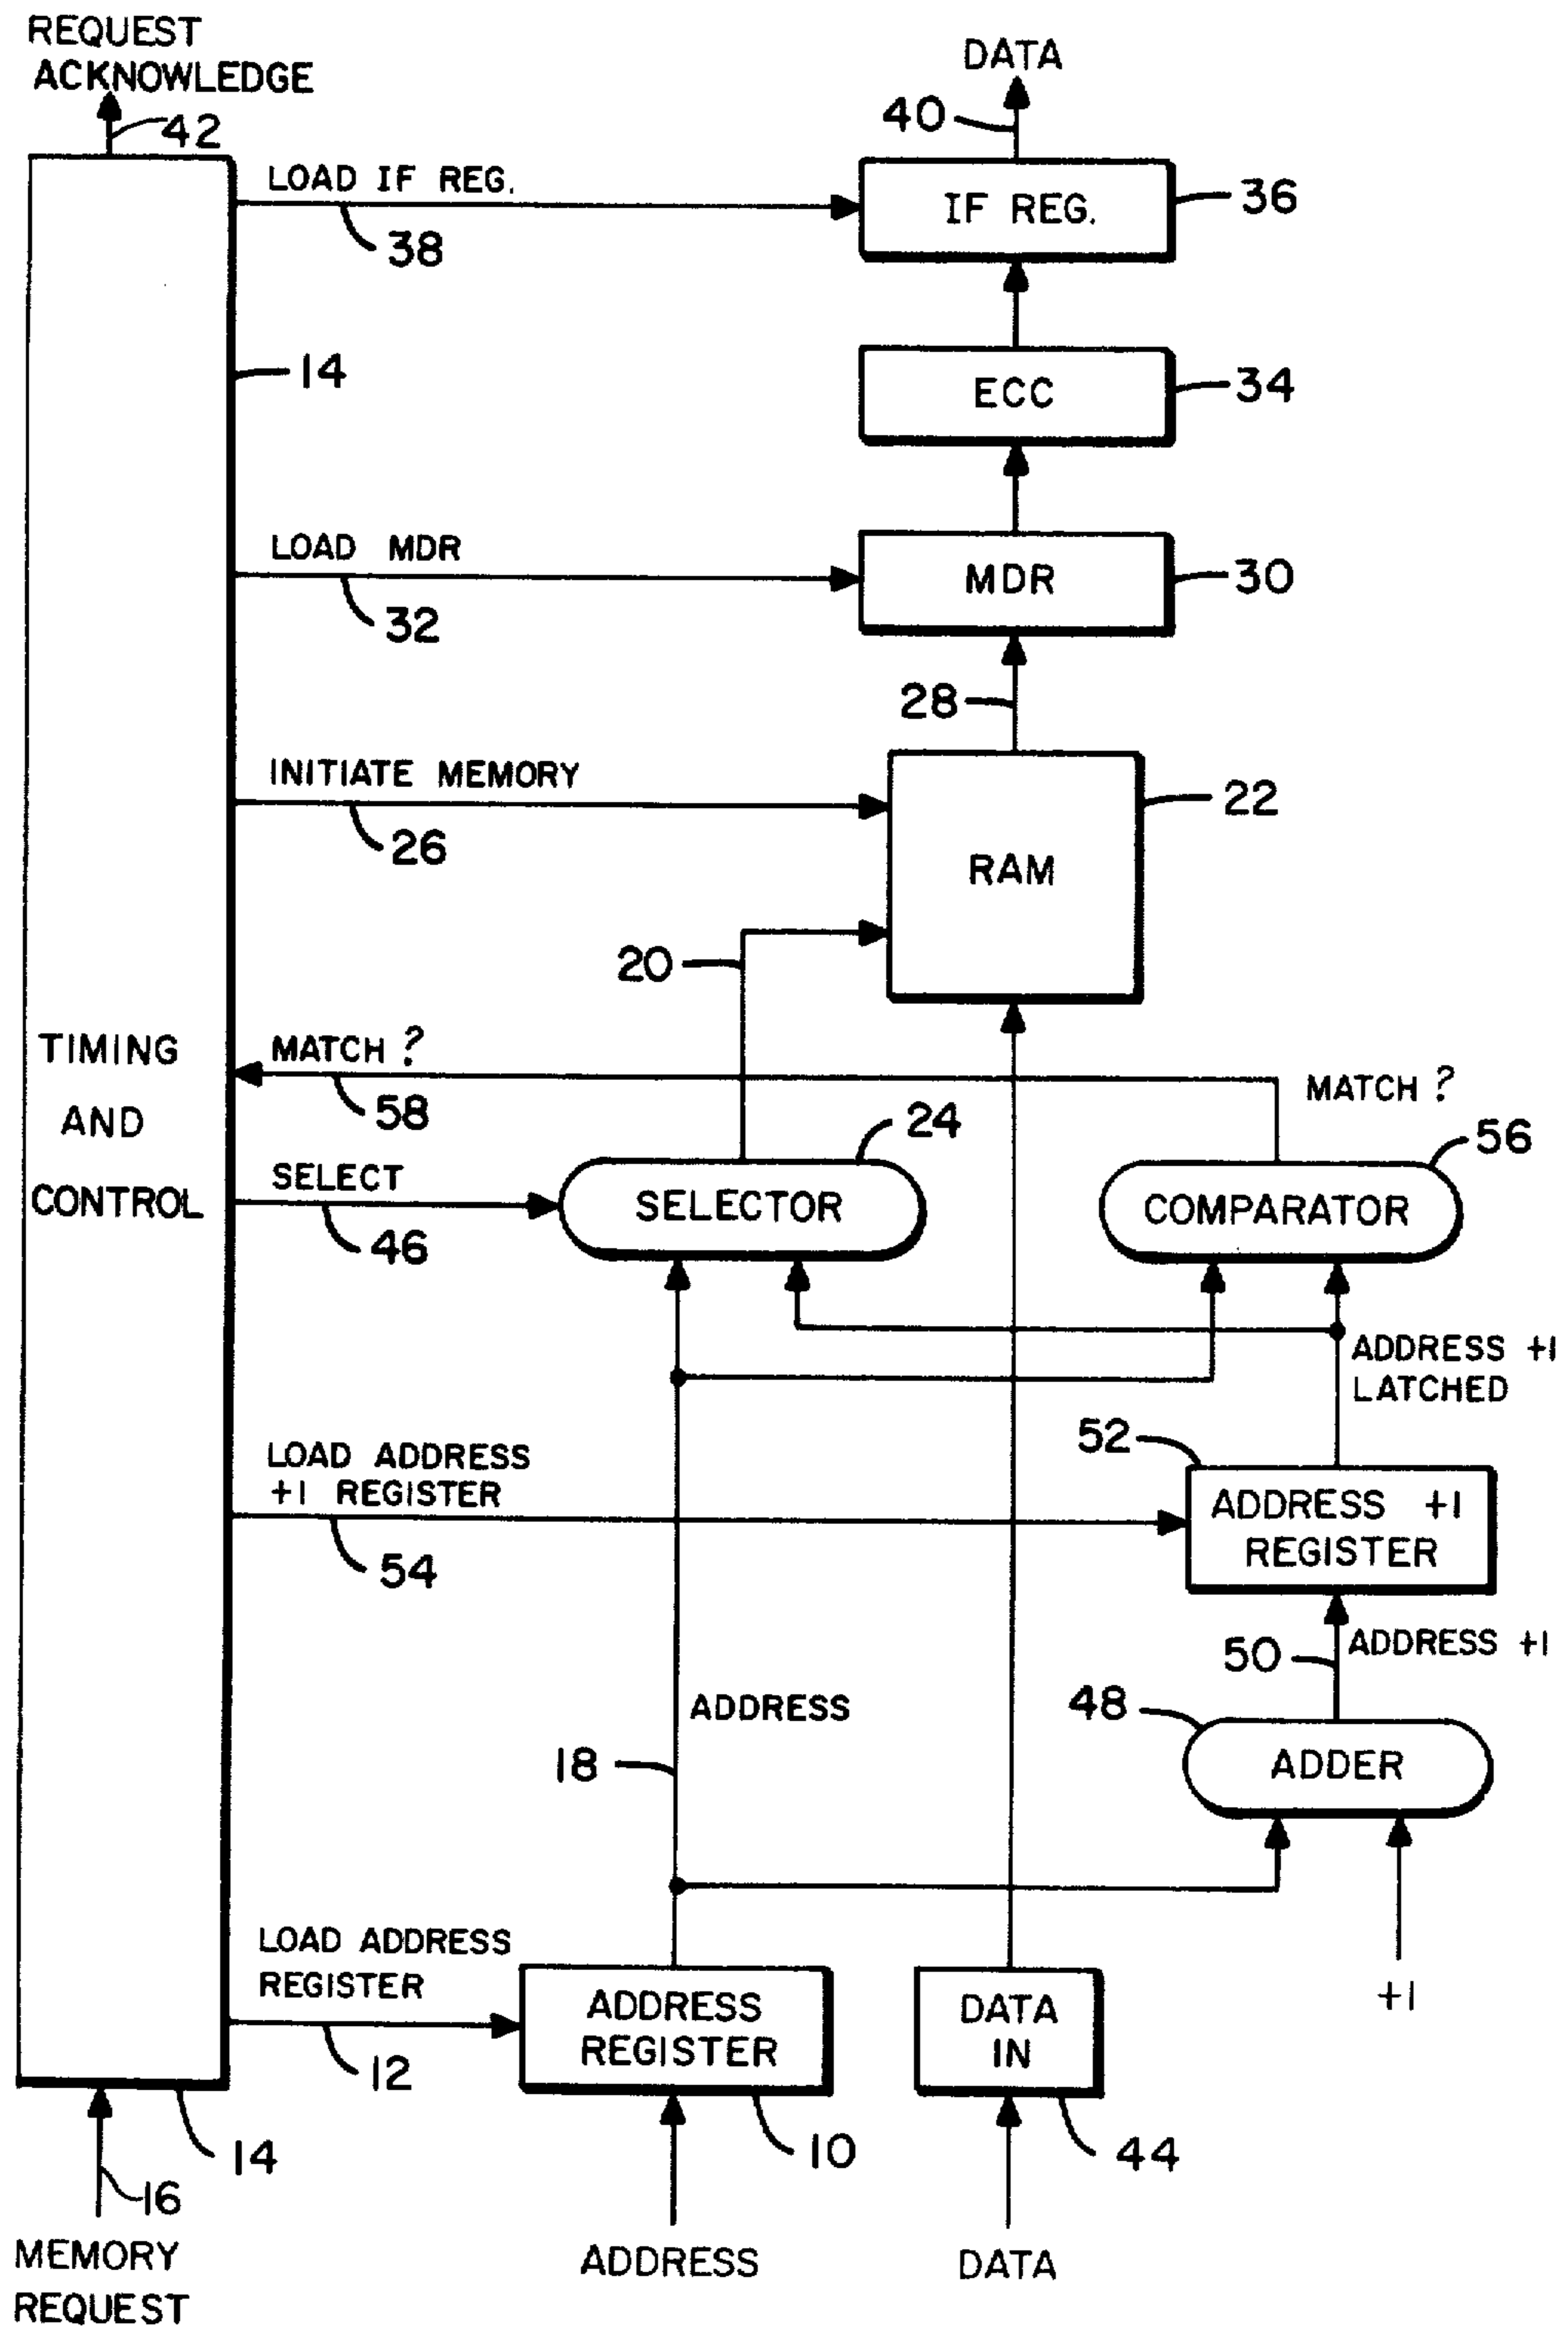 REQUEST
ACKNOWLEDGE
DATA
42
40
LOAD IF REG.
IF REG.
36
38
14
ECC
34
LOAD MDR
MDR
30
32
28
INITIATE MEMORY
22
26
RAM
20
TIMING
AND
CONTROL
MATCH ?
MATCH ?
58
24
56
SELECT
SELECTOR
COMPARATOR
46
ADDRESS +1
LATCHED
52
LOAD ADDRESS
+1 REGISTER
ADDRESS +1
REGISTER
54
50
ADDRESS +1
48
ADDRESS
18
ADDER
LOAD ADDRESS
REGISTER
+1
ADDRESS
REGISTER
DATA
IN
12
14
10
44
16
MEMORY
REQUEST
ADDRESS
DATA